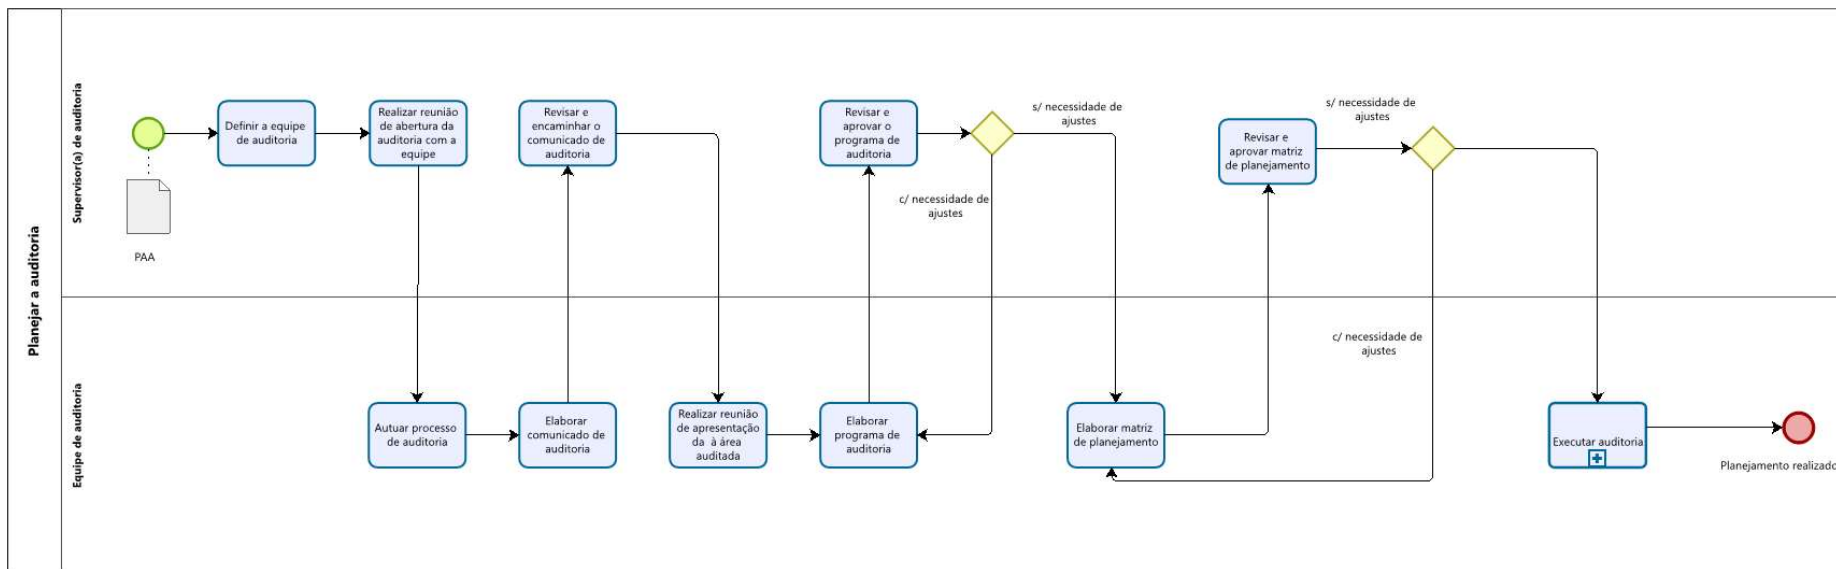 Planejar a auditoria
Supervisor(a) de auditoria
PAA
Definir a equipe
de auditoria
Realizar reunião
de abertura da
auditoria com a
equipe
Revisar e
encaminhar o
comunicado de
auditoria
Revisar e
aprovar o
programa de
auditoria
s/ necessidade de
ajustes
c/ necessidade de
ajustes
Revisar e
aprovar matriz
de planejamento
s/ necessidade de
ajustes
c/ necessidade de
ajustes
Equipe de auditoria
Autuar processo
de auditoria
Elaborar
comunicado de
auditoria
Realizar reunião
de apresentação
da à área
auditada
Elaborar
programa de
auditoria
Elaborar matriz
de planejamento
Executar auditoria
Planejamento realizado